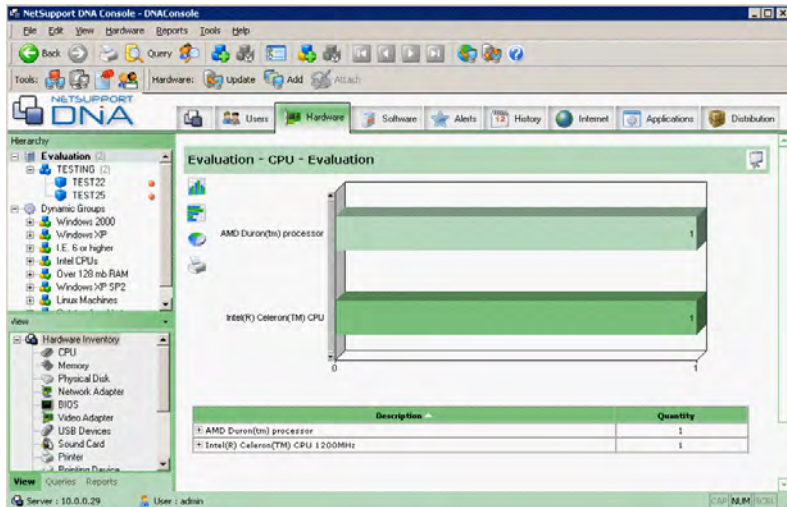 NetSupport DNA Console - DNAConsole
File Edit View Hardware Reports Tools Help
Back Query
Tools: Hardware: Update Add Attach
NETSUPPORT
DNA
Users Hardware Software Alerts History Internet Applications Distribution
Hierarchy
Evaluation (2)
TESTING (2)
TEST22
TEST25
Dynamic Groups
Windows 2000
Windows XP
I.E. 6 or higher
Intel CPUs
Over 128 mb RAM
Windows XP SP2
Linux Machines
View
Hardware Inventory
CPU
Memory
Physical Disk
Network Adapter
BIOS
Video Adapter
USB Devices
Sound Card
Printer
Pointing Device
View Queries Reports
Evaluation - CPU - Evaluation
AMD Duron(tm) processor
1
Intel(R) Celeron(TM) CPU
1
0 1
Description Quantity
AMD Duron(tm) processor 1
Intel(R) Celeron(TM) CPU 1200MHz 1
Server : 10.0.0.29 User : admin CAP NUM SCRL